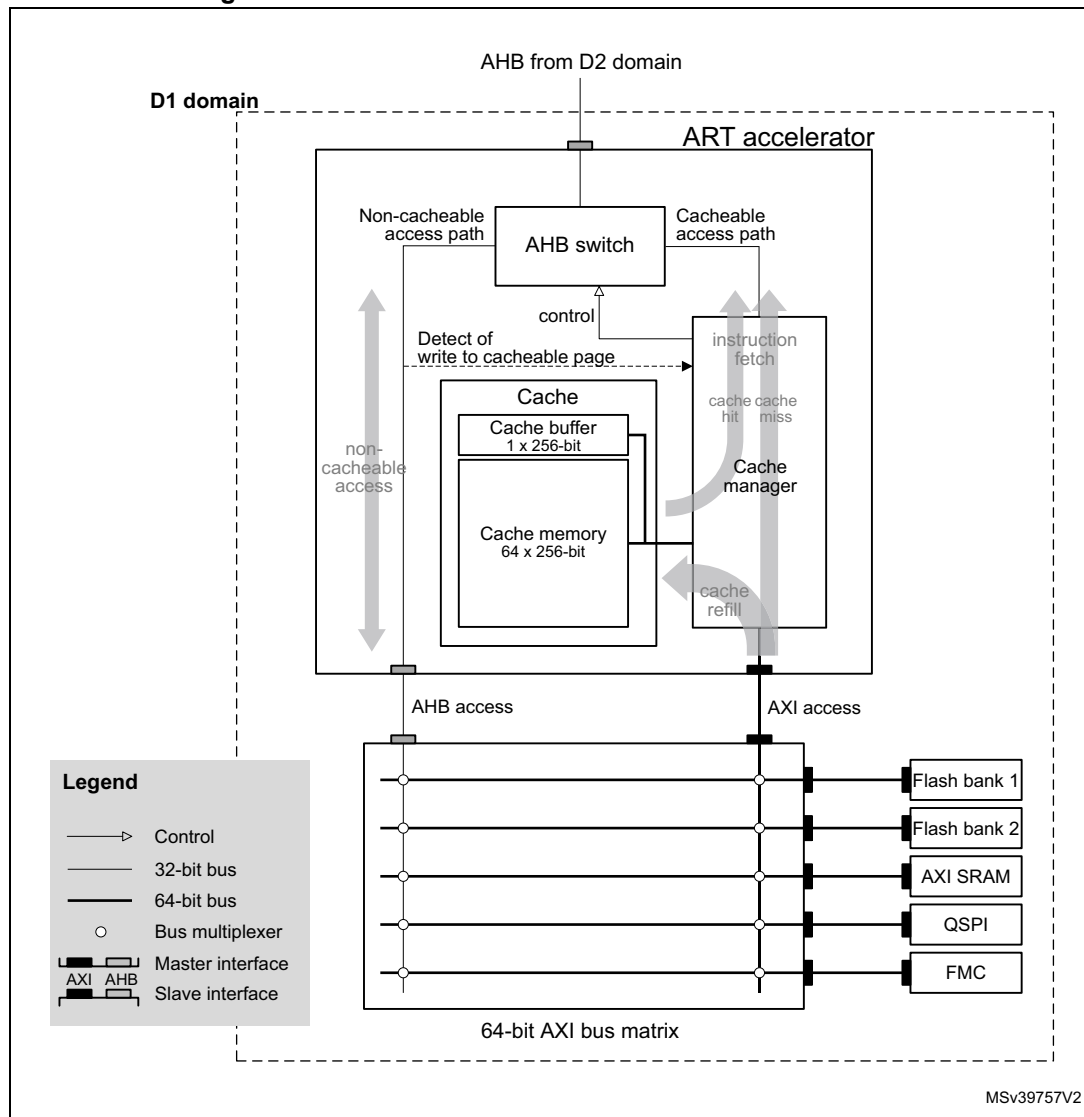 AHB from D2 domain
D1 domain
ART accelerator
Non-cacheable
access path
AHB switch
Cacheable
access path
control
Detect of
write to cacheable page
instruction
fetch
cache
hit
cache
miss
Cache
Cache buffer
1 x 256-bit
non-
cacheable
access
Cache
manager
Cache memory
64 x 256-bit
cache
refill
AHB access
AXI access
Flash bank 1
Flash bank 2
AXI SRAM
QSPI
FMC
64-bit AXI bus matrix
Legend
Control
32-bit bus
64-bit bus
Bus multiplexer
Master interface
AXI AHB
Slave interface
MSv39757V2